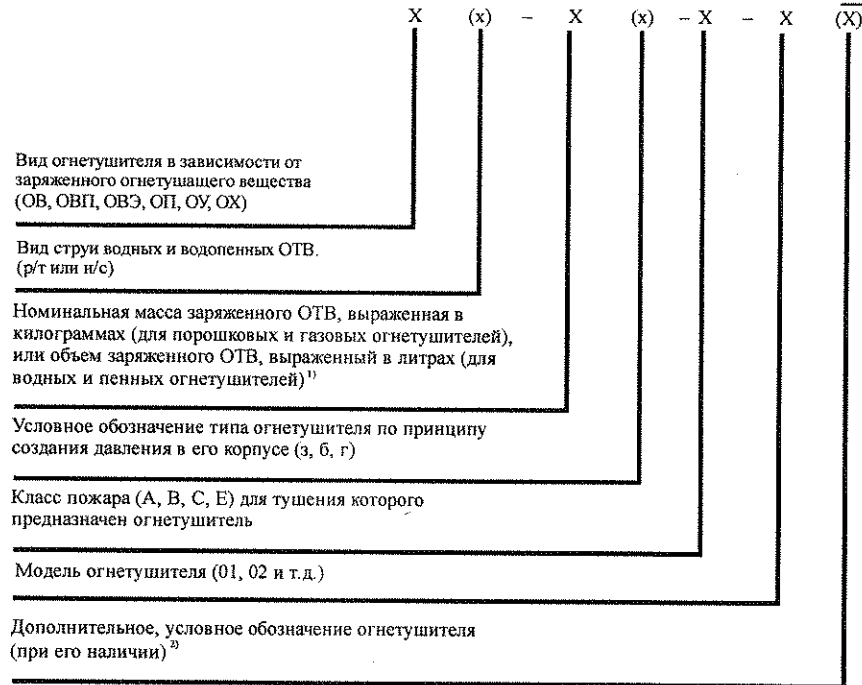 X (x) – X (x) – X – X (X)
Вид огнетушителя в зависимости от
заряженного огнетушащего вещества
(ОВ, ОВП, ОВЭ, ОП, ОУ, ОХ)
Вид струи водных и водопенных ОТВ.
(р/т или н/с)
Номинальная масса заряженного ОТВ, выраженная в
килограммах (для порошковых и газовых огнетушителей),
или объем заряженного ОТВ, выраженный в литрах (для
водных и пенных огнетушителей) 1)
Условное обозначение типа огнетушителя по принципу
создания давления в его корпусе (з, б, г)
Класс пожара (А, В, С, Е) для тушения которого
предназначен огнетушитель
Модель огнетушителя (01, 02 и т.д.)
Дополнительное, условное обозначение огнетушителя
(при его наличии) 2)